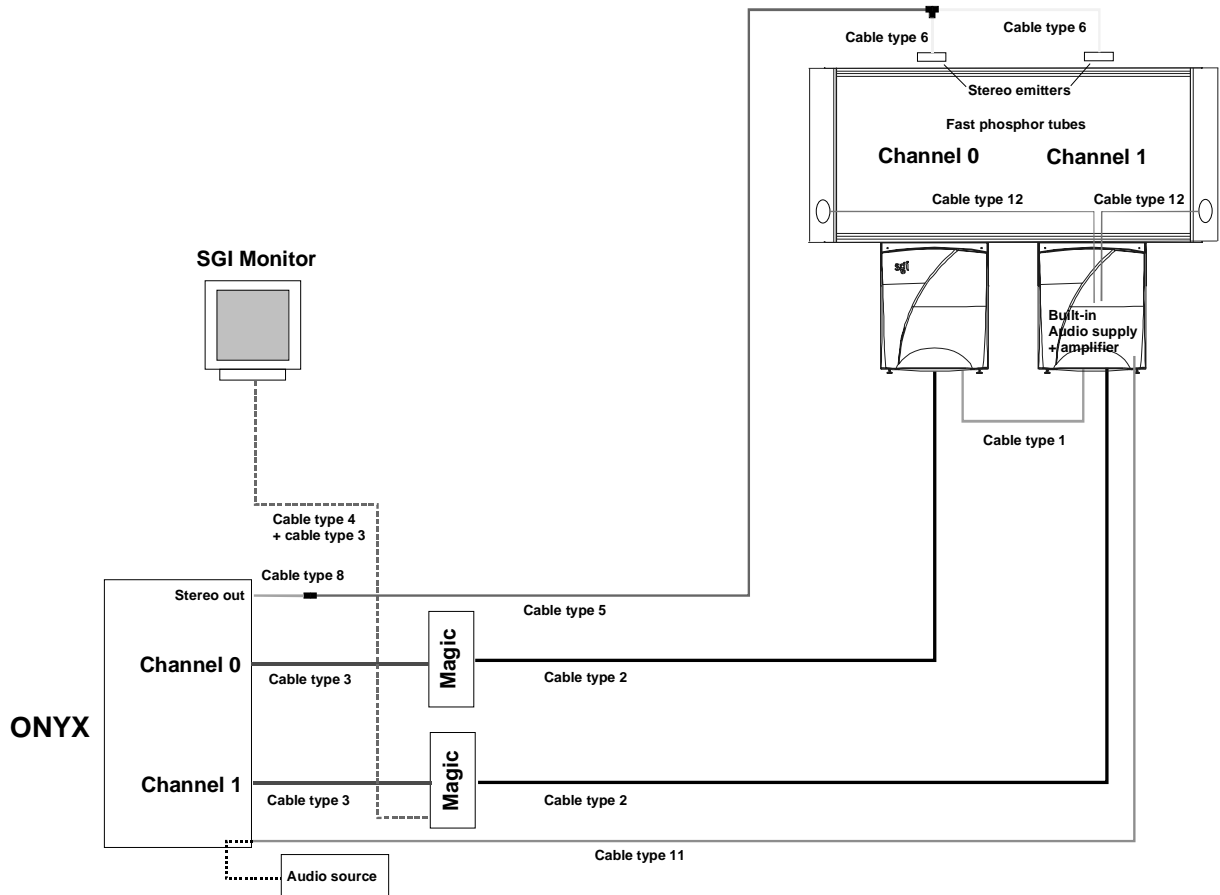 Cable type 6
Cable type 6
Stereo emitters
Fast phosphor tubes
Channel 0
Channel 1
Cable type 12
Cable type 12
SGI Monitor
sgi
Built-in
Audio supply
+ amplifier
Cable type 1
Cable type 4
+ cable type 3
Cable type 8
Stereo out
Cable type 5
Channel 0
Cable type 3
Magic
Cable type 2
ONYX
Channel 1
Cable type 3
Magic
Cable type 2
Cable type 11
Audio source